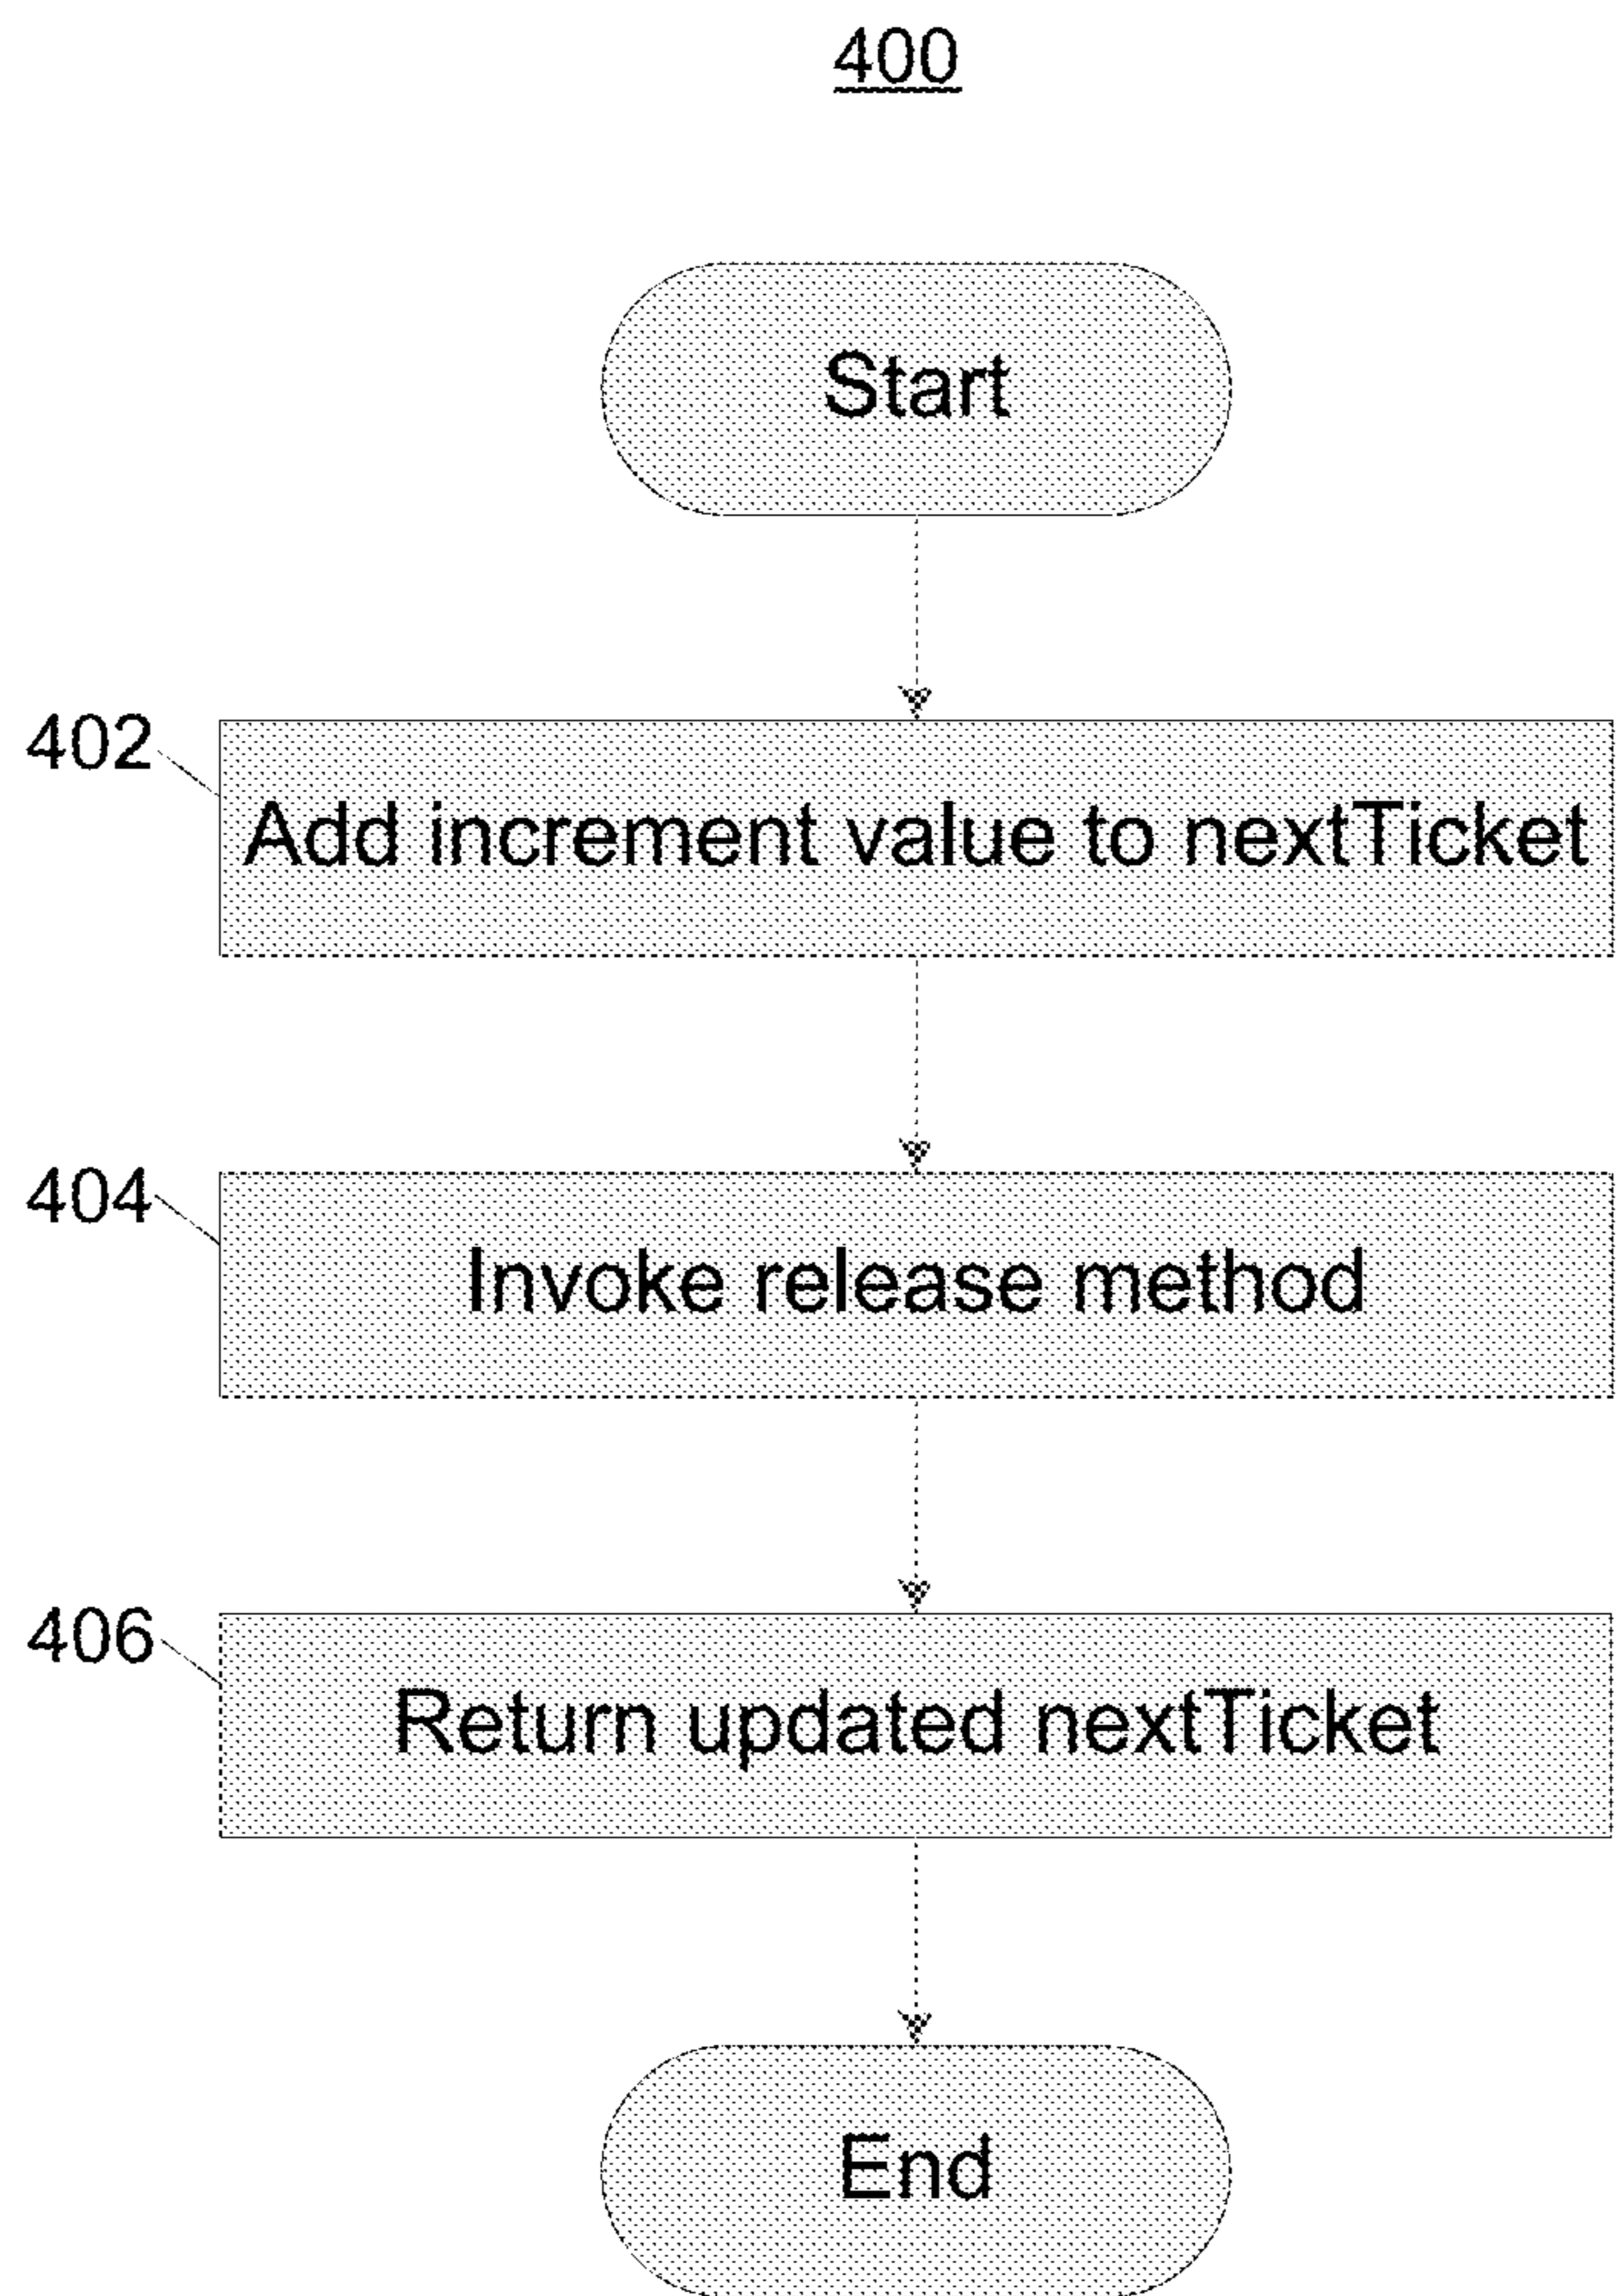 400
Start
402
Add increment value to nextTicket
404
Invoke release method
406
Return updated nextTicket
End